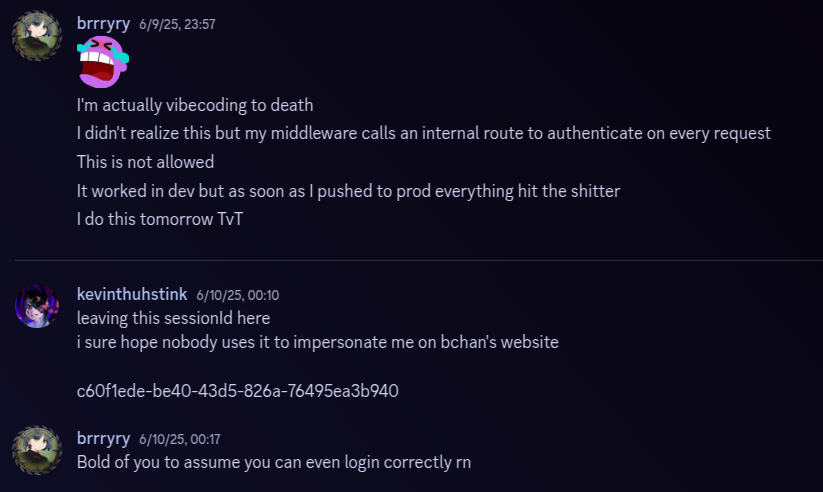 brrryry 6/9/25, 23:57
I'm actually vibecoding to death
I didn't realize this but my middleware calls an internal route to authenticate on every request
This is not allowed
It worked in dev but as soon as I pushed to prod everything hit the shitter
I do this tomorrow TvT
kevinthuhstink 6/10/25, 00:10
leaving this sessionId here
i sure hope nobody uses it to impersonate me on bchan's website
c60f1ede-be40-43d5-826a-76495ea3b940
brrryry 6/10/25, 00:17
Bold of you to assume you can even login correctly rn